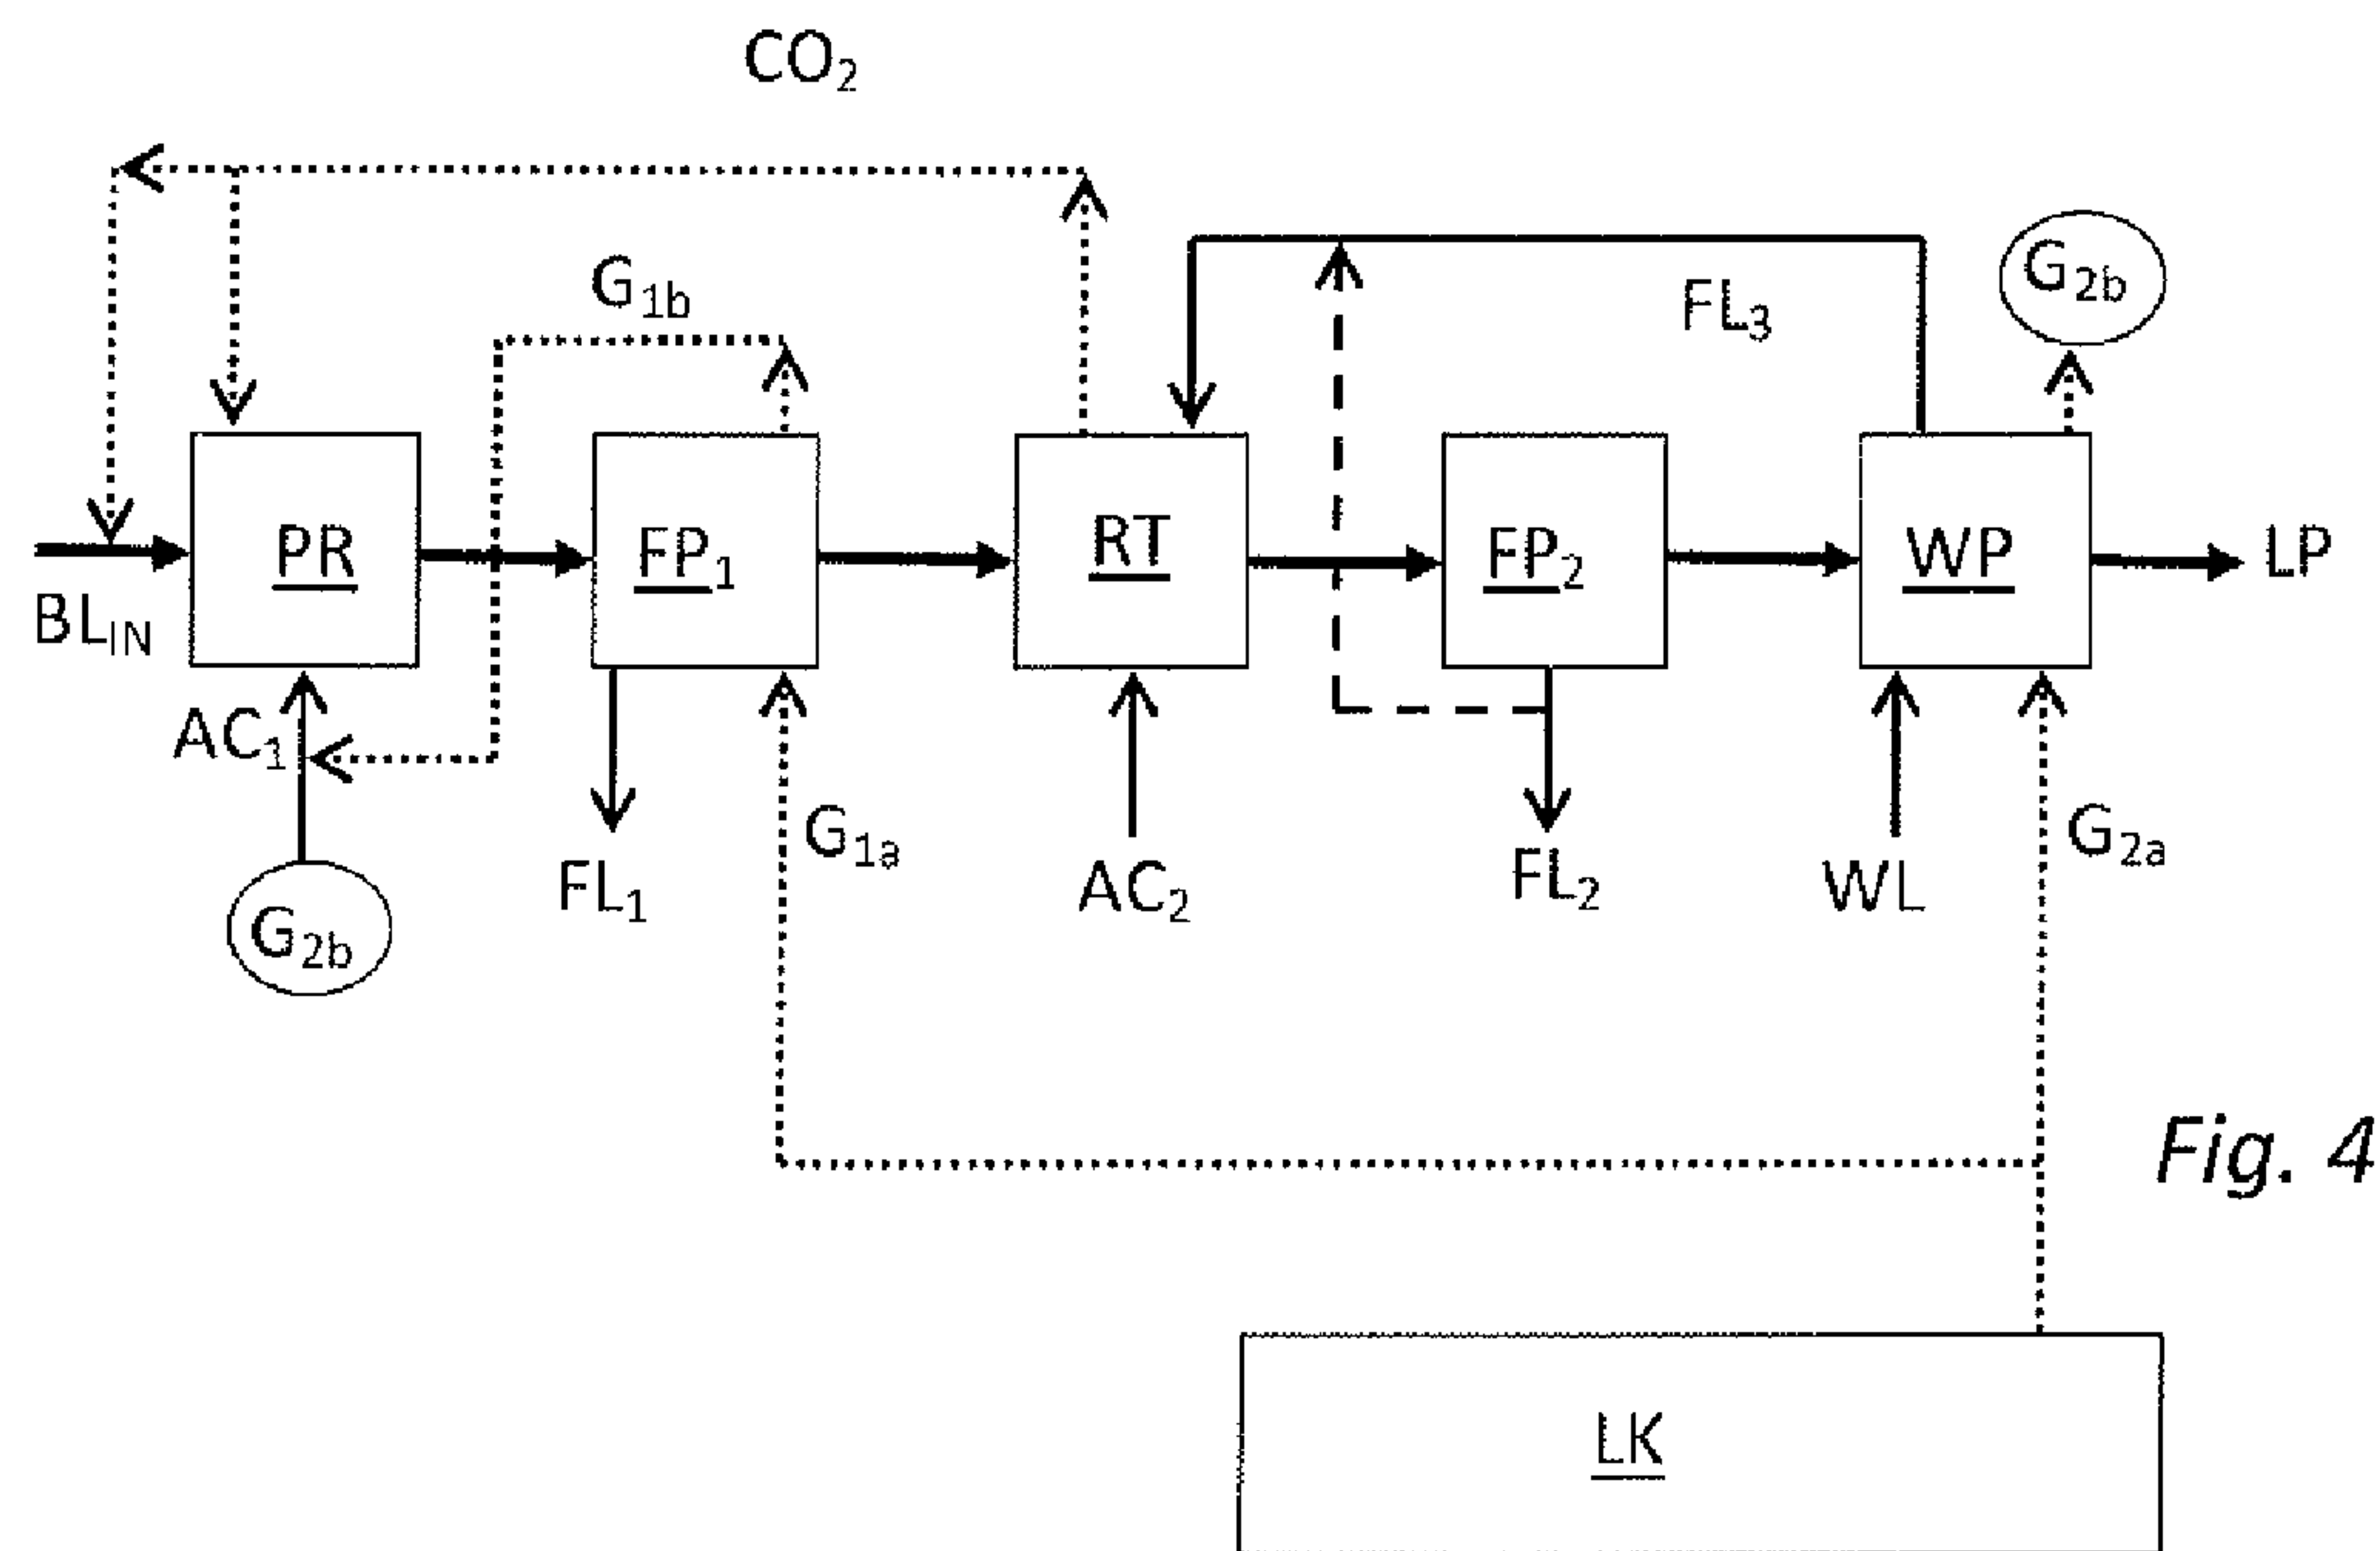 CO₂
G₁b
FL₃
G₂b
PR
FP₁
RT
FP₂
WP
LP
BL_IN
AC₁
G₁a
G₂a
FL₁
AC₂
FL₂
WL
G₂b
Fig. 4
LK